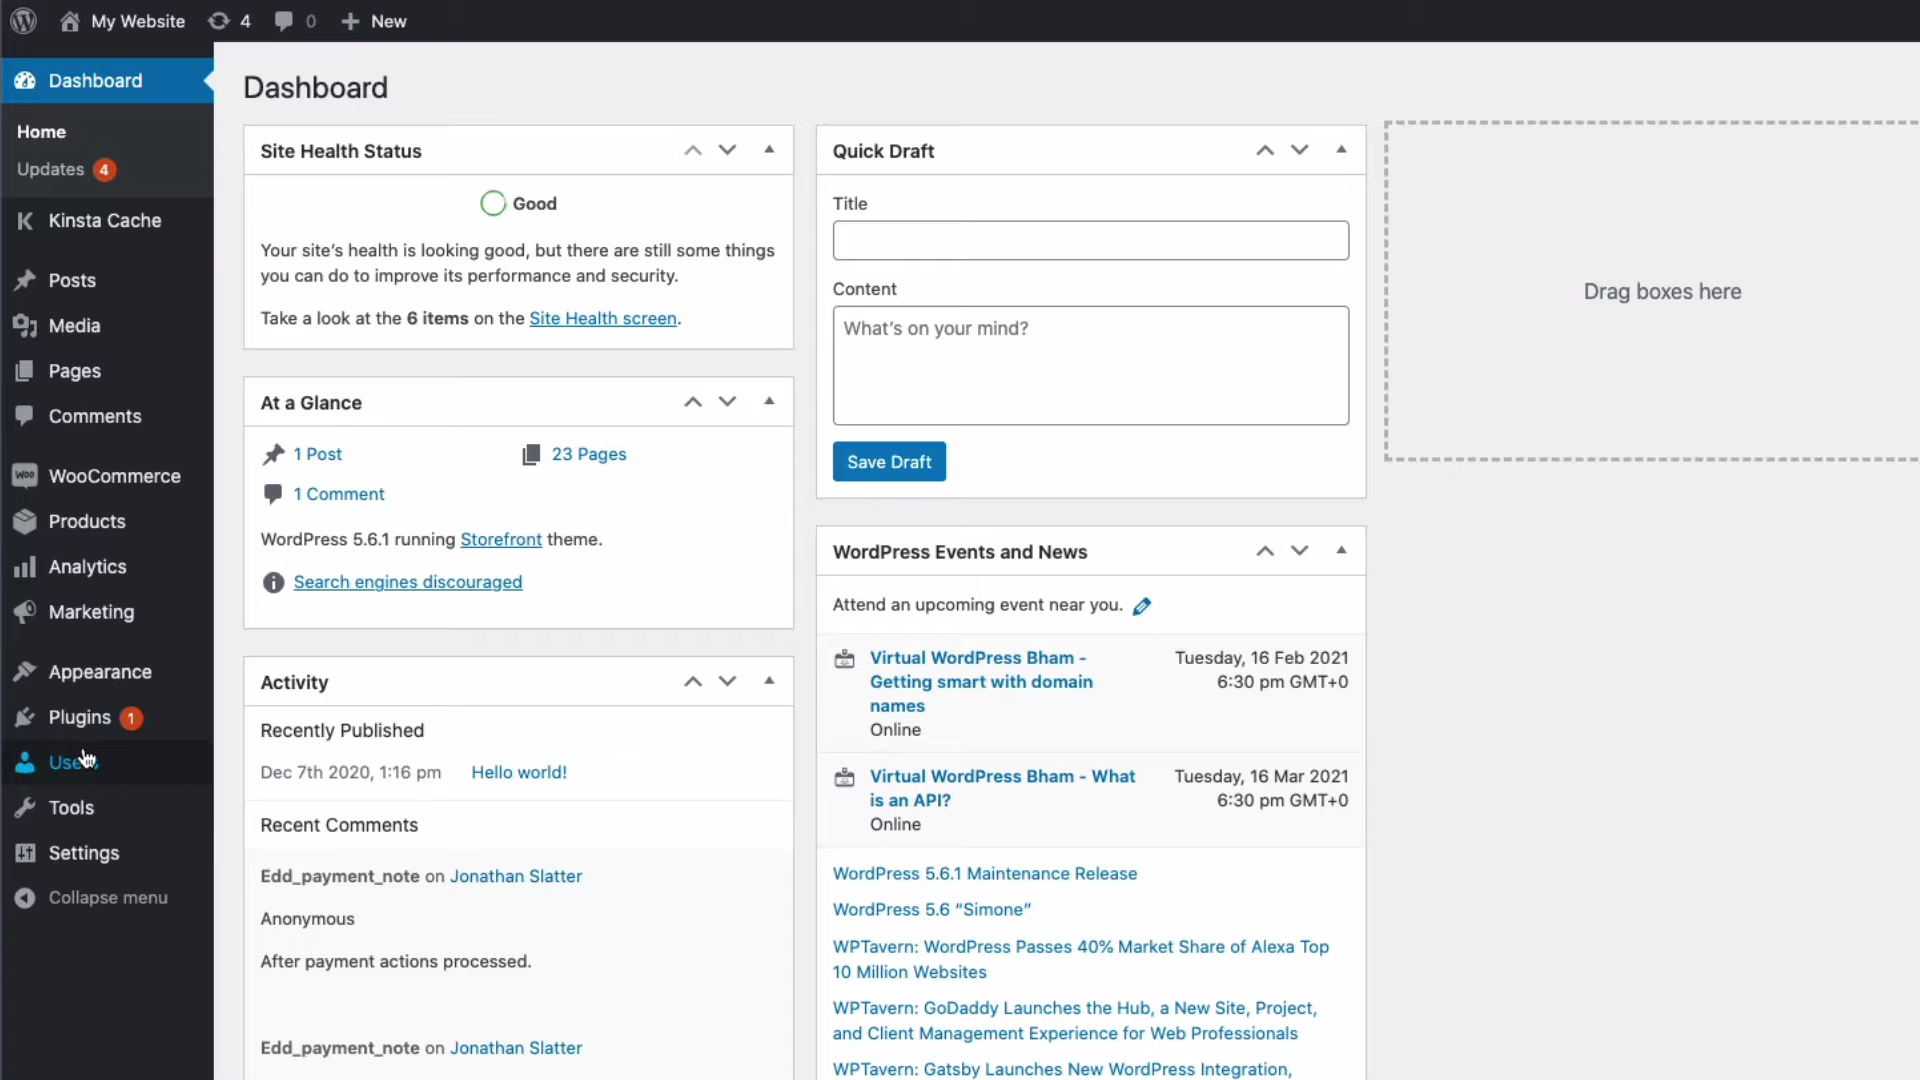 My Website 4 0 New
Dashboard
Home
Updates 4
Kinsta Cache
Posts
Media
Pages
Comments
WooCommerce
Products
Analytics
Marketing
Appearance
Plugins 1
Tools
Settings
Collapse menu
Dashboard
Site Health Status
Good
Your site's health is looking good, but there are still some things
you can do to improve its performance and security.
Take a look at the 6 items on the Site Health screen.
At a Glance
1 Post 23 Pages
1 Comment
WordPress 5.6.1 running Storefront theme.
Search engines discouraged
Activity
Recently Published
Dec 7th 2020, 1:16 pm Hello world!
Recent Comments
Edd_payment_note on Jonathan Slatter
Anonymous
After payment actions processed.
Edd_payment_note on Jonathan Slatter
Quick Draft
Title
Content
What's on your mind?
Save Draft
WordPress Events and News
Attend an upcoming event near you.
Virtual WordPress Bham - Tuesday, 16 Feb 2021
Getting smart with domain 6:30 pm GMT+0
names
Online
Virtual WordPress Bham - What Tuesday, 16 Mar 2021
is an API? 6:30 pm GMT+0
Online
WordPress 5.6.1 Maintenance Release
WordPress 5.6 “Simone”
WPTavern: WordPress Passes 40% Market Share of Alexa Top
10 Million Websites
WPTavern: GoDaddy Launches the Hub, a New Site, Project,
and Client Management Experience for Web Professionals
WPTavern: Gatsby Launches New WordPress Integration,
Drag boxes here